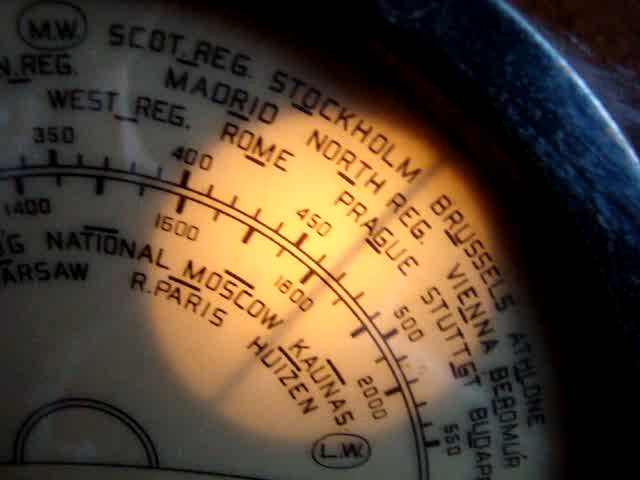 M.W.
SCOT. REG. STOCKHOLM BRUSSELS ATHLONE
N. REG. MADRID NORTH REG. VIENNA BEROMÜR
WEST REG. ROME PRAGUE STUTTGT BUDAP
350 400 450 500 550
1400 1600 1800 2000
G NATIONAL MOSCOW KAUNAS
ARSAW R. PARIS HUIZEN
L.W.